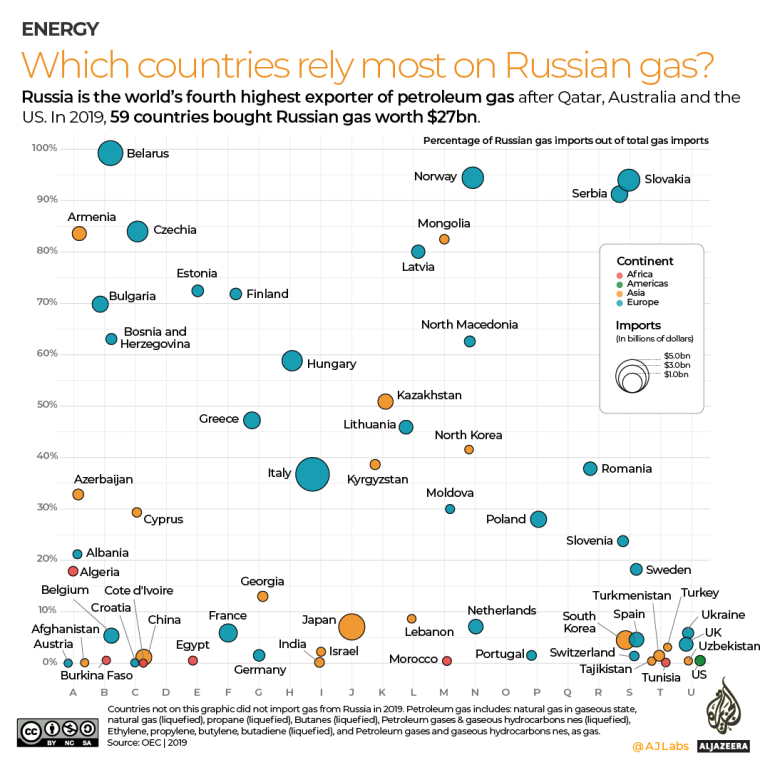 ENERGY
Which countries rely most on Russian gas?
Russia is the world's fourth highest exporter of petroleum gas after Qatar, Australia and the
US. In 2019, 59 countries bought Russian gas worth $27bn.
Percentage of Russian gas imports out of total gas imports
100%
Belarus
Norway
Slovakia
Serbia
90%
Armenia
Czechia
Mongolia
80%
Latvia
Estonia
Finland
70%
Bulgaria
Bosnia and
Herzegovina
North Macedonia
60%
Hungary
Kazakhstan
50%
Greece
Lithuania
North Korea
40%
Italy
Kyrgyzstan
Romania
Azerbaijan
Moldova
30%
Cyprus
Poland
Slovenia
Albania
20%
Sweden
Algeria
Belgium
Cote d'Ivoire
Georgia
Turkmenistan
Turkey
10%
Croatia
China
France
Japan
Lebanon
Netherlands
South
Korea
Spain
Ukraine
Afghanistan
UK
Austria
Egypt
India
Israel
Switzerland
Uzbekistan
0%
Burkina Faso
Germany
Morocco
Portugal
Tajikistan
Tunisia
US
A B C D E F G H I J K L M N O P Q R S T U
Continent
Africa
Americas
Asia
Europe
Imports
(In billions of dollars)
$5.0bn
$3.0bn
$1.0bn
Countries not on this graphic did not import gas from Russia in 2019. Petroleum gas includes: natural gas in gaseous state,
natural gas (liquefied), propane (liquefied), Butanes (liquefied), Petroleum gases & gaseous hydrocarbons nes (liquefied),
Ethylene, propylene, butylene, butadiene (liquefied), and Petroleum gases and gaseous hydrocarbons nes, as gas.
Source: OEC | 2019
CC BY NC SA
@AJLabs
ALJAZEERA